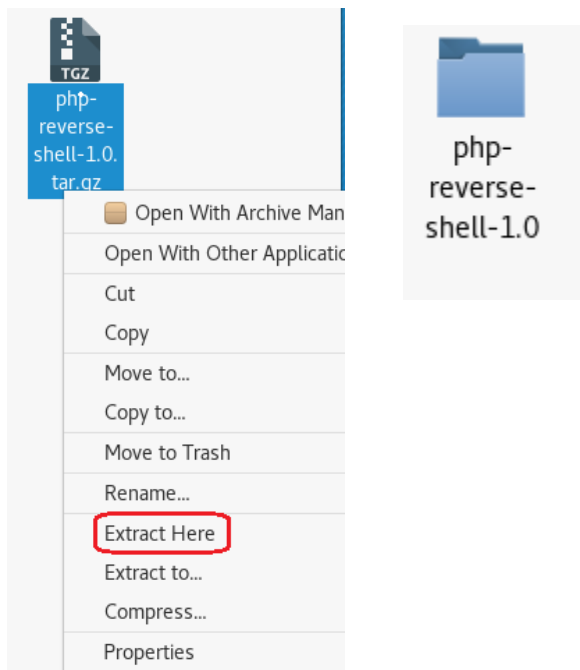 TGZ
php-
reverse-
shell-1.0.
tar.gz
Open With Archive Man
Open With Other Applicatic
Cut
Copy
Move to...
Copy to...
Move to Trash
Rename...
Extract Here
Extract to...
Compress...
Properties
php-
reverse-
shell-1.0